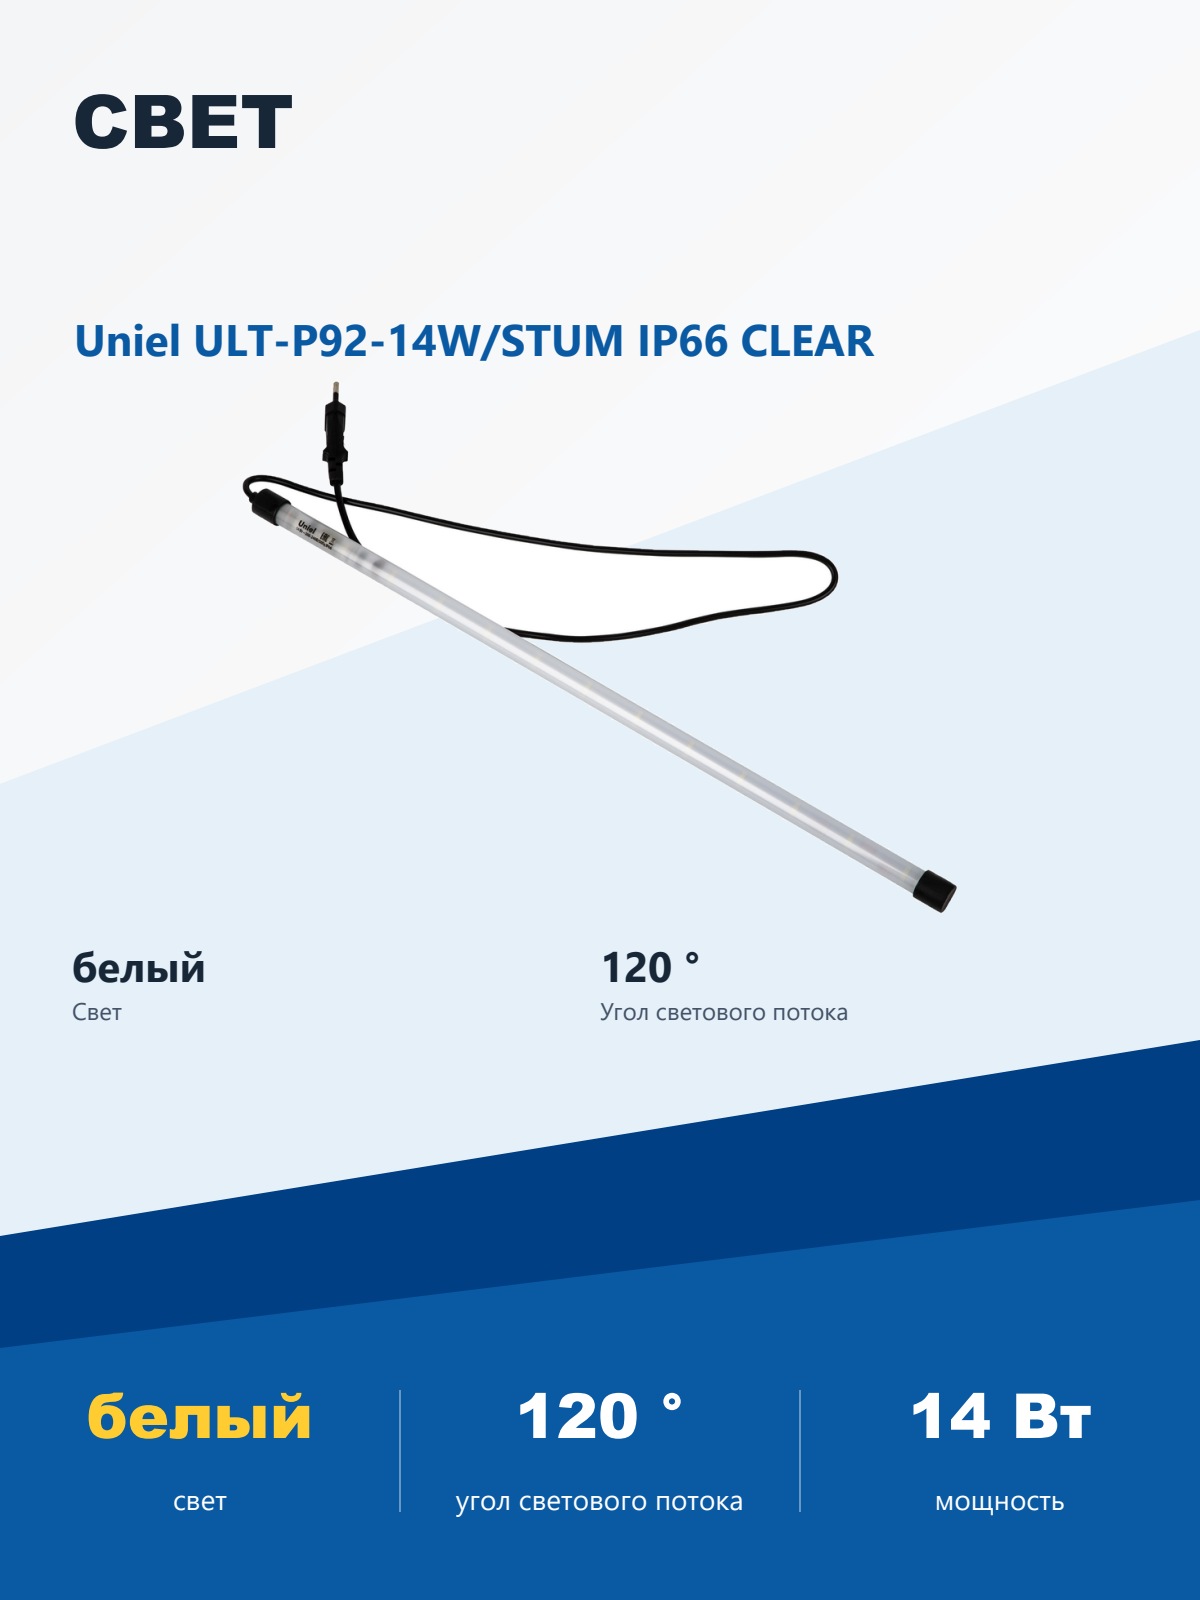 СВЕТ
Uniel ULT-P92-14W/STUM IP66 CLEAR
Uniel
белый
Свет
120 °
Угол светового потока
белый
свет
120 °
угол светового потока
14 Вт
мощность